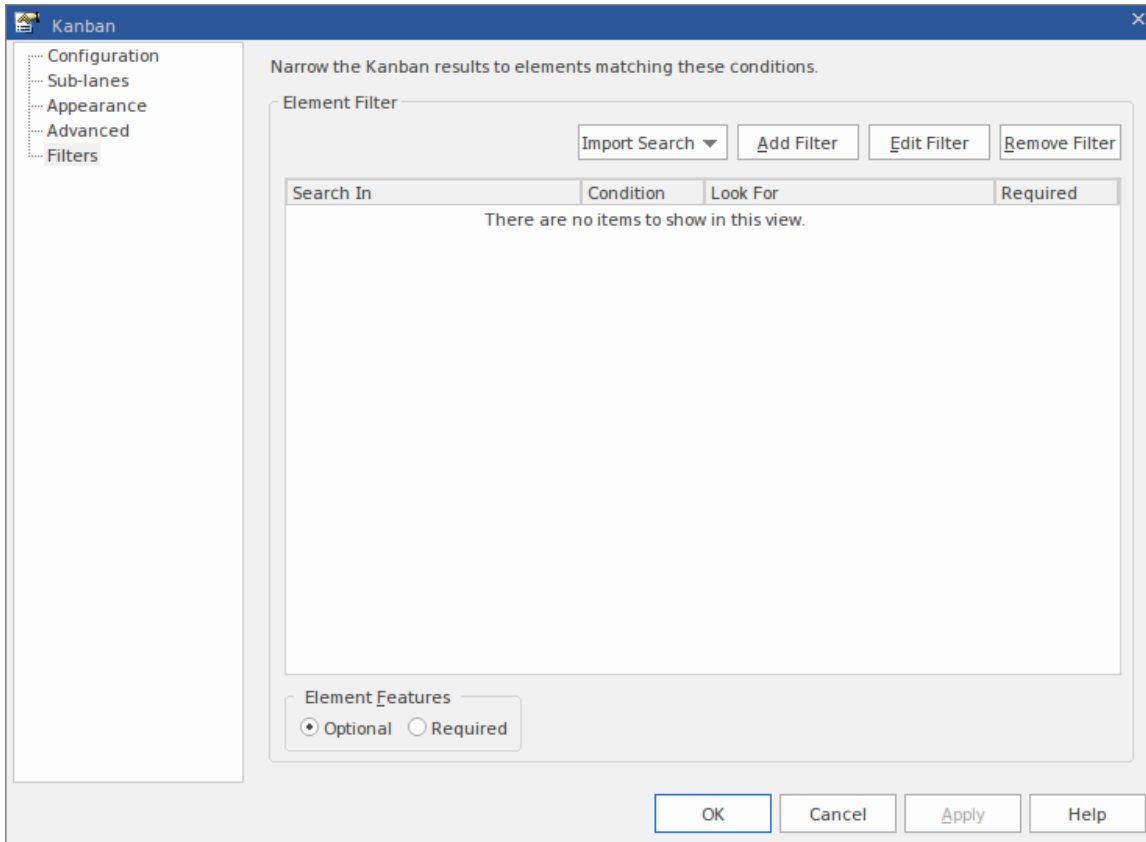 Kanban
Configuration
Sub-lanes
Appearance
Advanced
Filters
Narrow the Kanban results to elements matching these conditions.
Element Filter
Import Search Add Filter Edit Filter Remove Filter
Search In Condition Look For Required
There are no items to show in this view.
Element Features
Optional Required
OK Cancel Apply Help